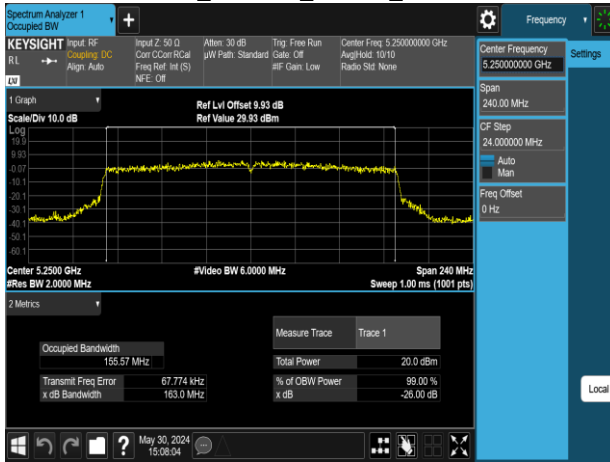 Spectrum Analyzer 1
Occupied BW
Frequency
KEYSIGHT
RL
Input: RF
Coupling: DC
Align: Auto
Input Z: 50 Ω
Corr CCorr RCal
Freq Ref: Int (S)
NFE: Off
Atten: 30 dB
µW Path: Standard
Trig: Free Run
Gate: Off
#IF Gain: Low
Center Freq: 5.250000000 GHz
Avg|Hold: 10/10
Radio Std: None
LXI
1 Graph
Scale/Div 10.0 dB
Ref Lvl Offset 9.93 dB
Ref Value 29.93 dBm
Log
19.9
9.93
-0.07
-10.1
-20.1
-30.1
-40.1
-50.1
-60.1
Center 5.2500 GHz
#Res BW 2.0000 MHz
#Video BW 6.0000 MHz
Span 240 MHz
Sweep 1.00 ms (1001 pts)
2 Metrics
Measure Trace
Trace 1
Occupied Bandwidth
155.57 MHz
Total Power
20.0 dBm
Transmit Freq Error
67.774 kHz
% of OBW Power
99.00 %
x dB Bandwidth
163.0 MHz
x dB
-26.00 dB
May 30, 2024
15:08:04
Center Frequency
5.250000000 GHz
Span
240.00 MHz
CF Step
24.000000 MHz
Auto
Man
Freq Offset
0 Hz
Settings
Local